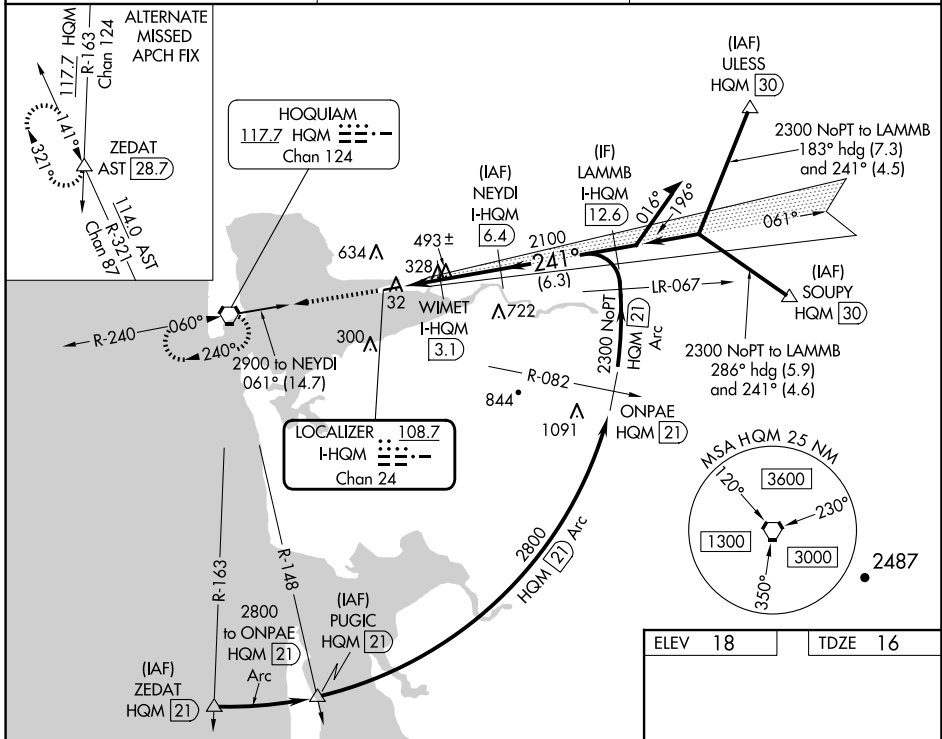 ALTERNATE
MISSED
APCH FIX
117.7 HQM
R-163
Chan 124
141°
321°
ZEDAT
AST 28.7
114.0 AST
R-321
Chan 87
HOQUIAM
117.7 HQM
Chan 124
(IAF)
NEYDI
I-HQM
6.4
(IF)
LAMMB
I-HQM
12.6
(IAF)
ULESS
HQM 30
2300 NoPT to LAMMB
183° hdg (7.3)
and 241° (4.5)
016°
196°
061°
2100
241°
(6.3)
634
493±
328
32
WIMET
I-HQM
3.1
722
LR-067
(IAF)
SOUPY
HQM 30
R-240
060°
240°
2900 to NEYDI
061° (14.7)
300
2300 NoPT
HQM 21
Arc
2300 NoPT to LAMMB
286° hdg (5.9)
and 241° (4.6)
R-082
844
1091
ONPAE
HQM 21
LOCALIZER 108.7
I-HQM
Chan 24
MSA HQM 25 NM
120°
3600
230°
1300
3000
350°
2487
R-163
R-148
2800
HQM 21 Arc
(IAF)
PUGIC
HQM 21
2800
to ONPAE
HQM 21
Arc
(IAF)
ZEDAT
HQM 21
ELEV 18
TDZE 16